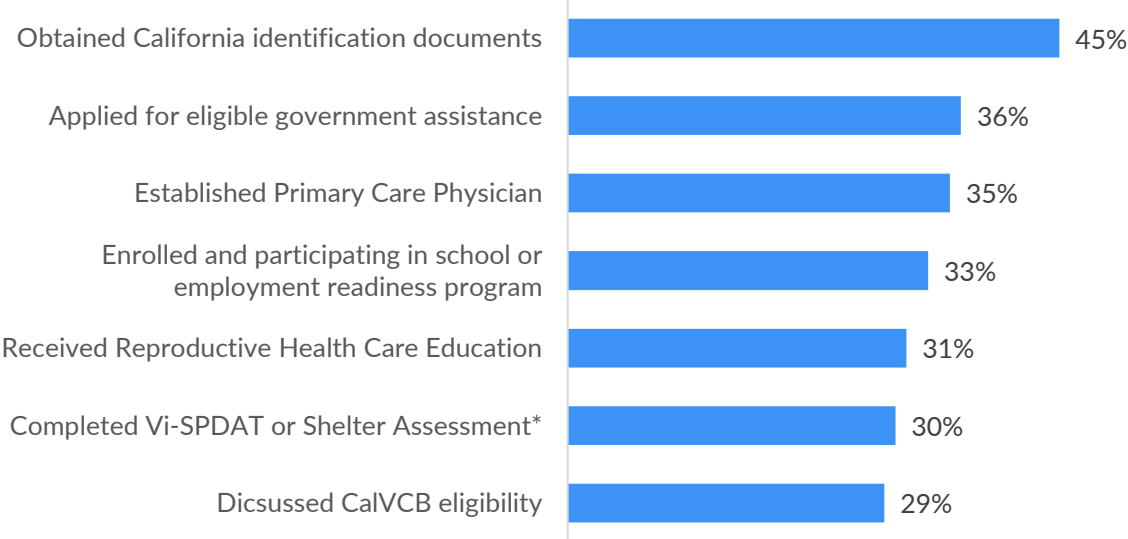 Obtained California identification documents 45%
Applied for eligible government assistance 36%
Established Primary Care Physician 35%
Enrolled and participating in school or
employment readiness program 33%
Received Reproductive Health Care Education 31%
Completed Vi-SPDAT or Shelter Assessment* 30%
Dicsussed CalVCB eligibility 29%